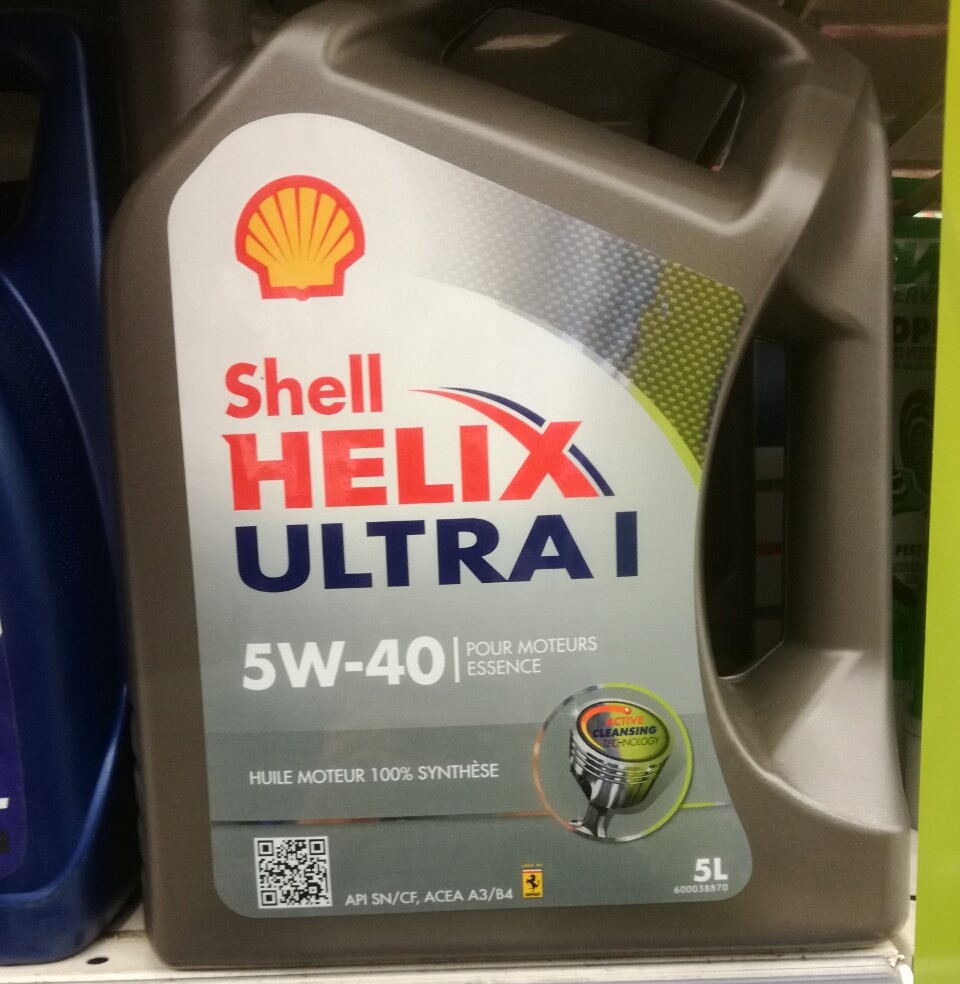 Shell
HELIX
ULTRA I
5W-40
POUR MOTEURS
ESSENCE
ACTIVE
CLEANSING
TECHNOLOGY
HUILE MOTEUR 100% SYNTHÈSE
API SN/CF, ACEA A3/B4
5L
600038870